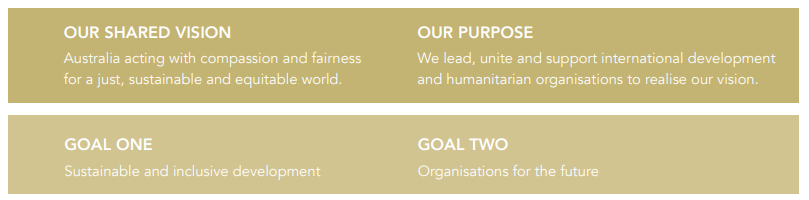 OUR SHARED VISION
Australia acting with compassion and fairness
for a just, sustainable and equitable world.
OUR PURPOSE
We lead, unite and support international development
and humanitarian organisations to realise our vision.
GOAL ONE
Sustainable and inclusive development
GOAL TWO
Organisations for the future